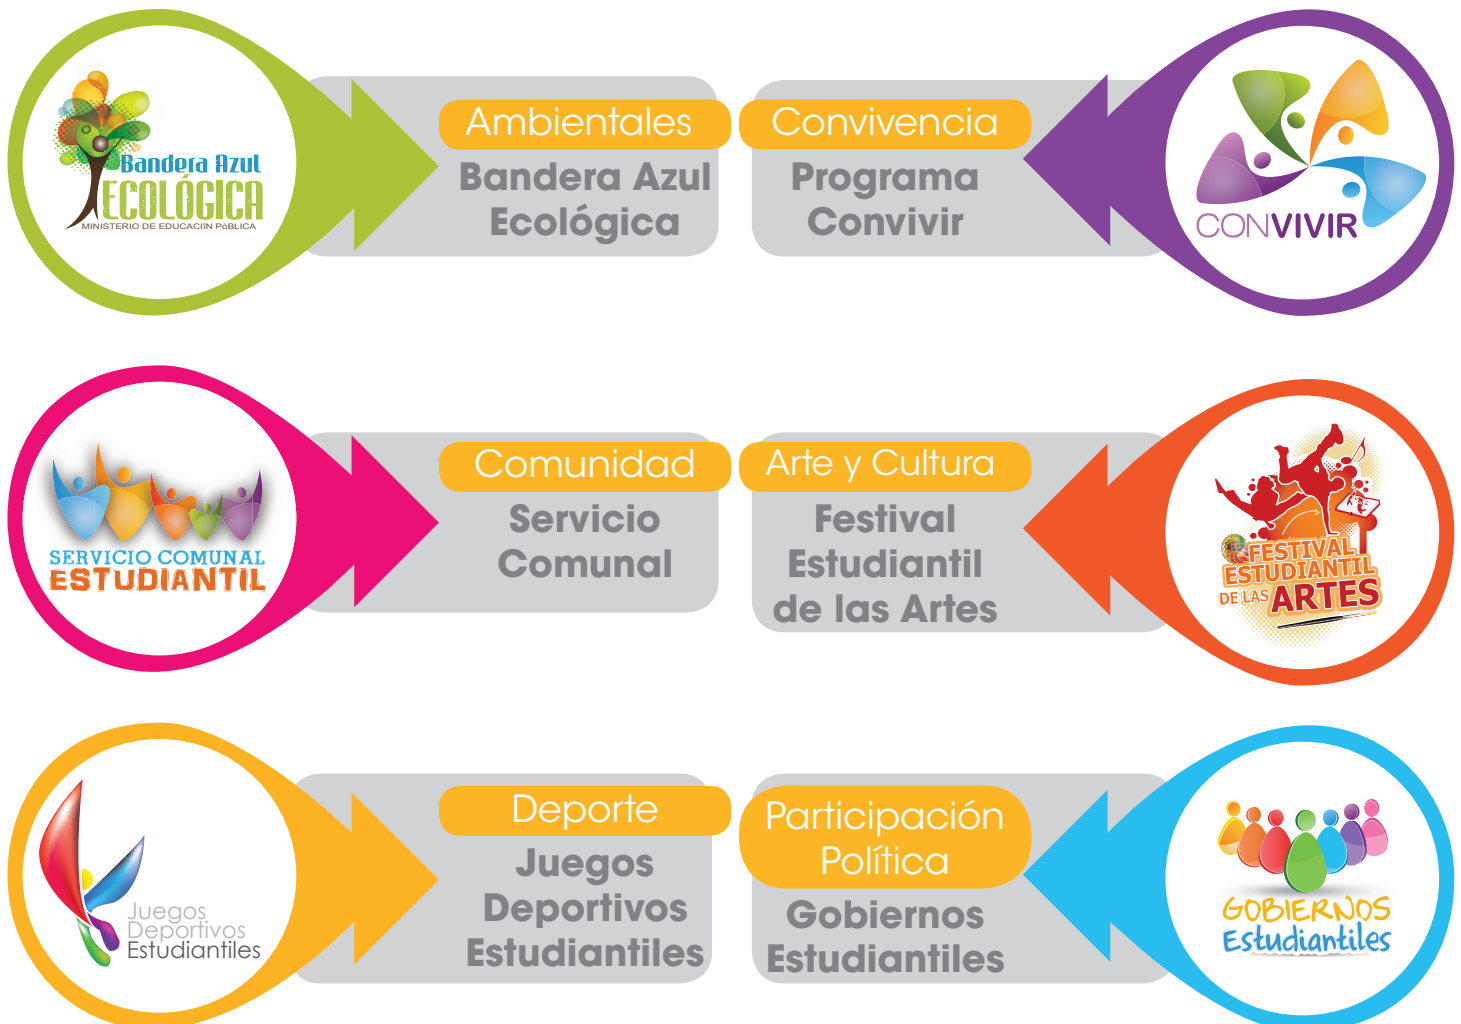 Bandera Azul
ECOLÓGICA
MINISTERIO DE EDUCACIIN PóBLICA
Ambientales
Bandera Azul
Ecológica
Convivencia
Programa
Convivir
CONVIVIR
SERVICIO COMUNAL
ESTUDIANTIL
Comunidad
Servicio
Comunal
Arte y Cultura
Festival
Estudiantil
de las Artes
FESTIVAL
ESTUDIANTIL
DE LAS ARTES
Juegos
Deportivos
Estudiantiles
Deporte
Juegos
Deportivos
Estudiantiles
Participación
Política
Gobiernos
Estudiantiles
GOBIERNOS
Estudiantiles